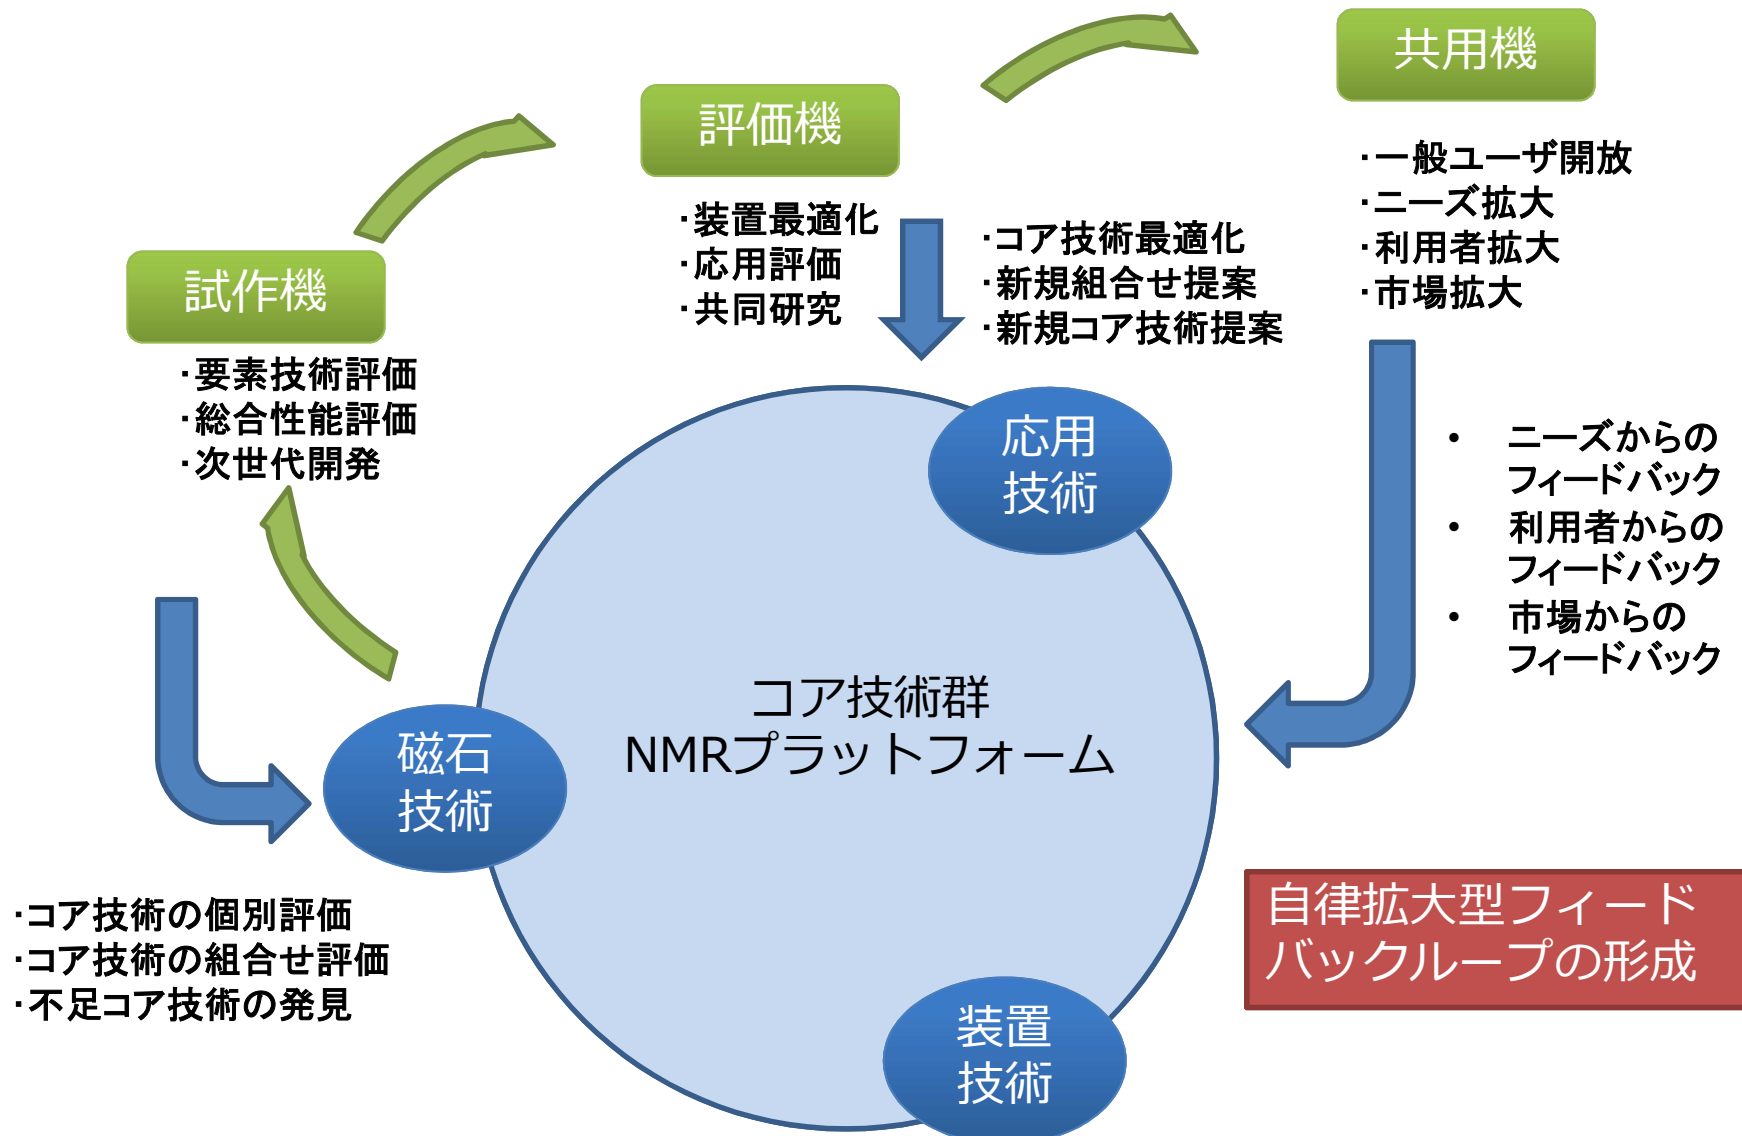 共用機
評価機
試作機
・一般ユーザ開放
・ニーズ拡大
・利用者拡大
・市場拡大
・装置最適化
・応用評価
・共同研究
・コア技術最適化
・新規組合せ提案
・新規コア技術提案
・要素技術評価
・総合性能評価
・次世代開発
応用
技術
• ニーズからの
フィードバック
• 利用者からの
フィードバック
• 市場からの
フィードバック
コア技術群
NMRプラットフォーム
磁石
技術
・コア技術の個別評価
・コア技術の組合せ評価
・不足コア技術の発見
自律拡大型フィード
バックループの形成
装置
技術